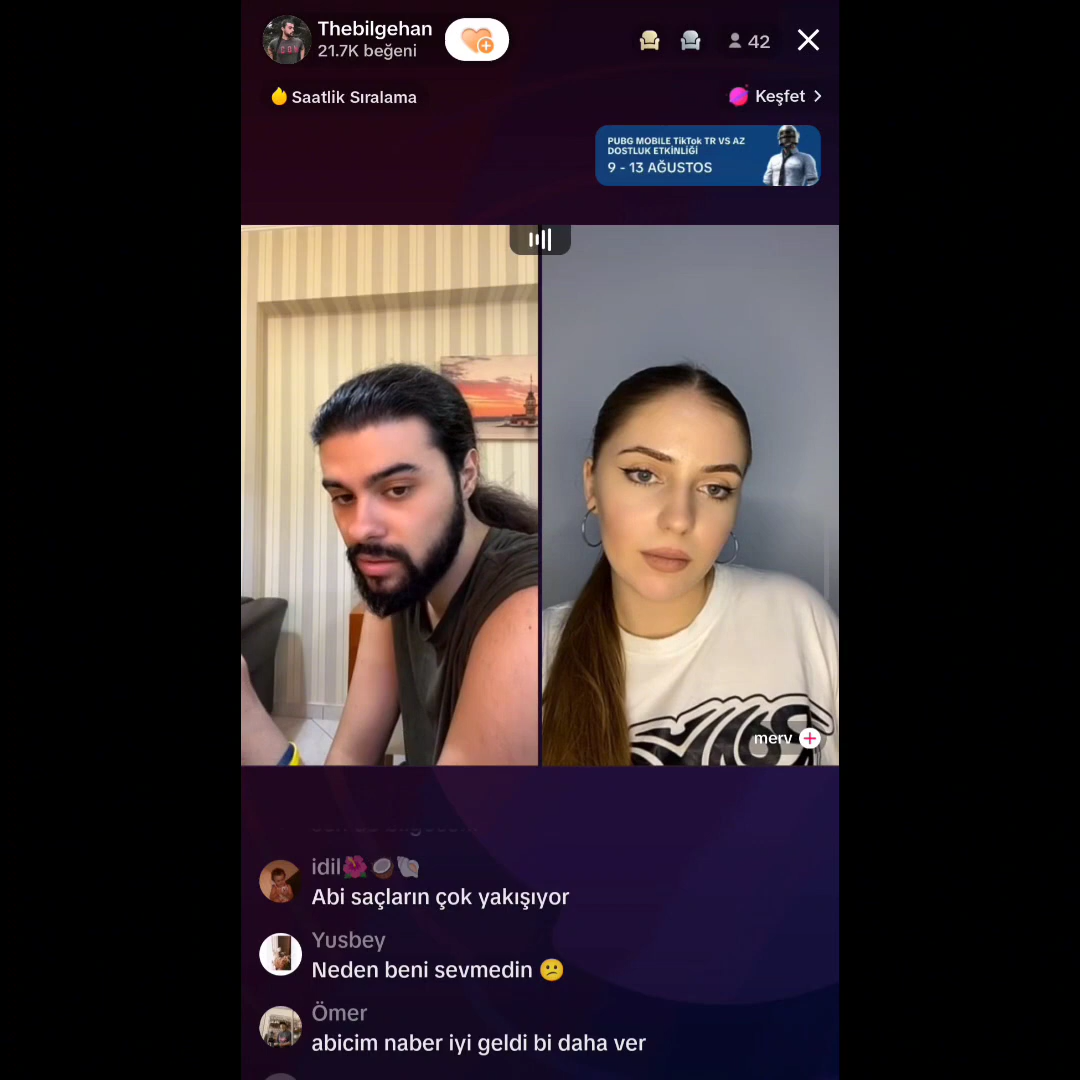 Thebilgehan
21.7K beğeni
42
Saatlik Sıralama
Keşfet
PUBG MOBILE TikTok TR VS AZ
DOSTLUK ETKİNLİĞİ
9 - 13 AĞUSTOS
merv
idil
Abi saçların çok yakışıyor
Yusbey
Neden beni sevmedin
Ömer
abicim naber iyi geldi bi daha ver